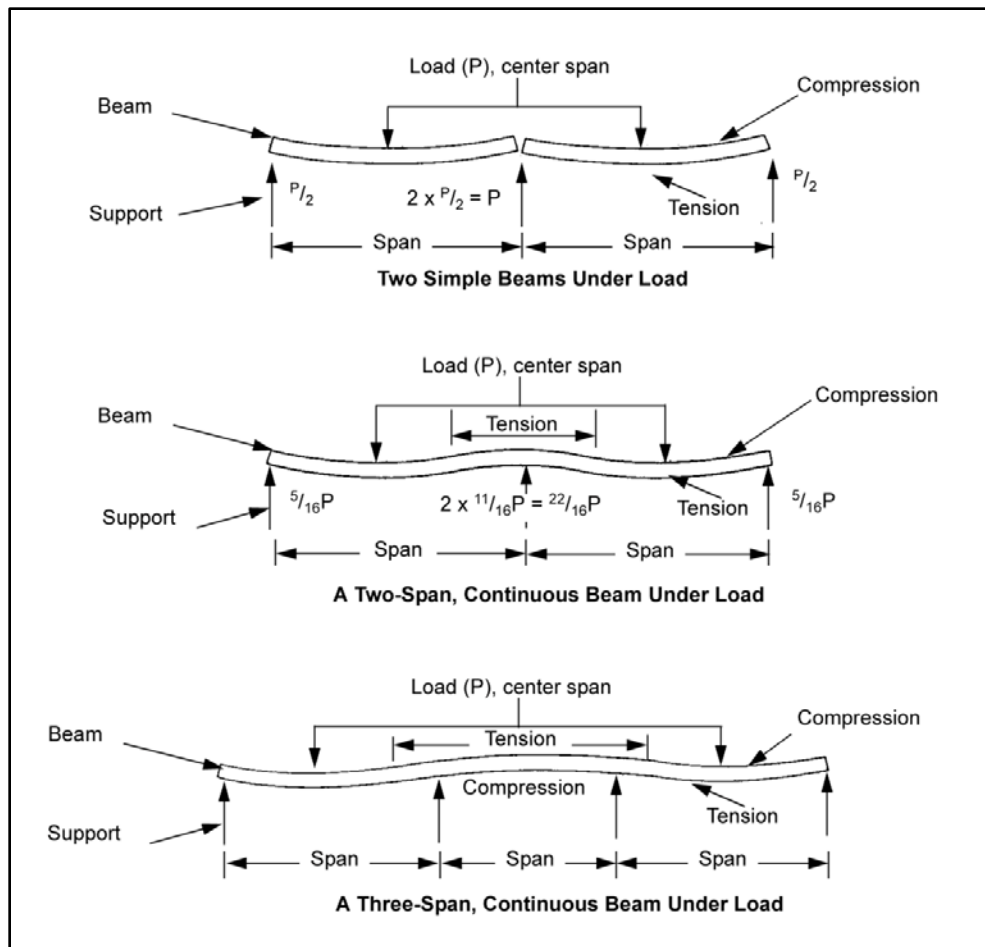 Load (P), center span
Beam
Compression
P/2
2 x P/2 = P
P/2
Support
Tension
Span
Span
Two Simple Beams Under Load
Load (P), center span
Compression
Beam
Tension
5/16P
2 x 11/16P = 22/16P
Tension
5/16P
Support
Span
Span
A Two-Span, Continuous Beam Under Load
Load (P), center span
Compression
Beam
Tension
Compression
Tension
Support
Span
Span
Span
A Three-Span, Continuous Beam Under Load